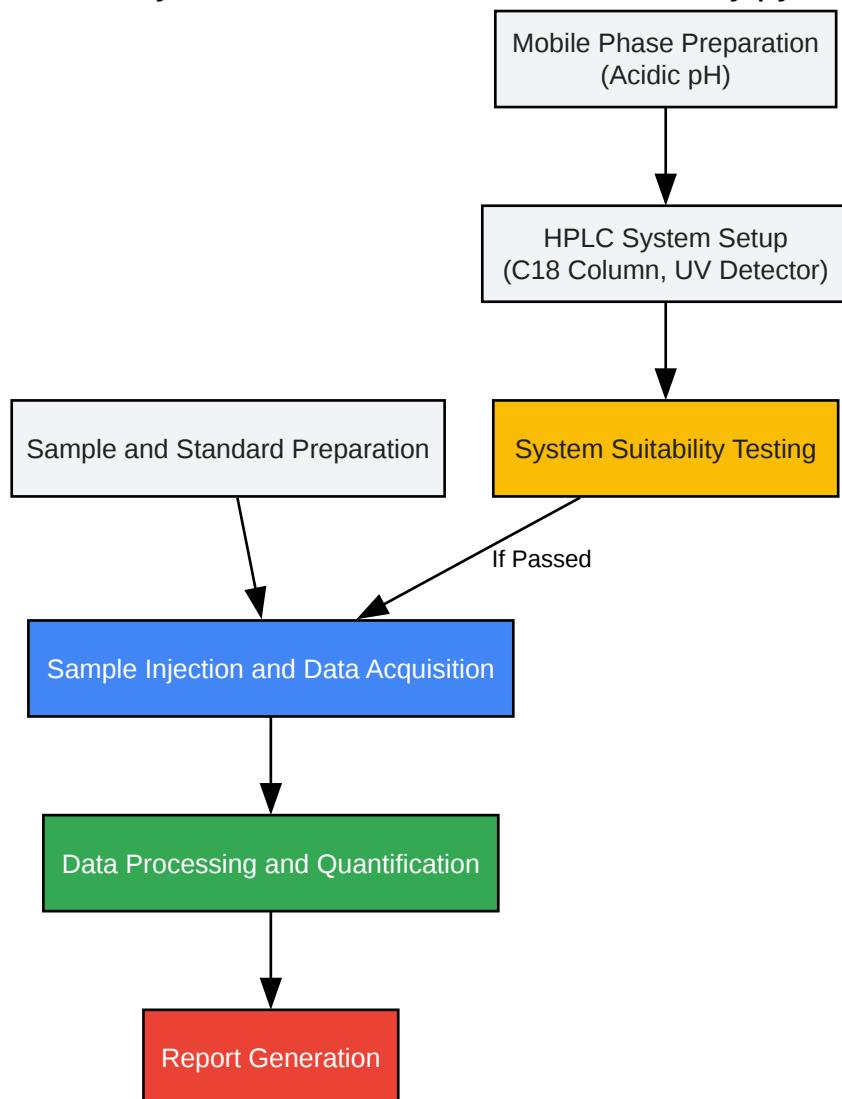 Mobile Phase Preparation
(Acidic pH)
HPLC System Setup
(C18 Column, UV Detector)
Sample and Standard Preparation
System Suitability Testing
If Passed
Sample Injection and Data Acquisition
Data Processing and Quantification
Report Generation